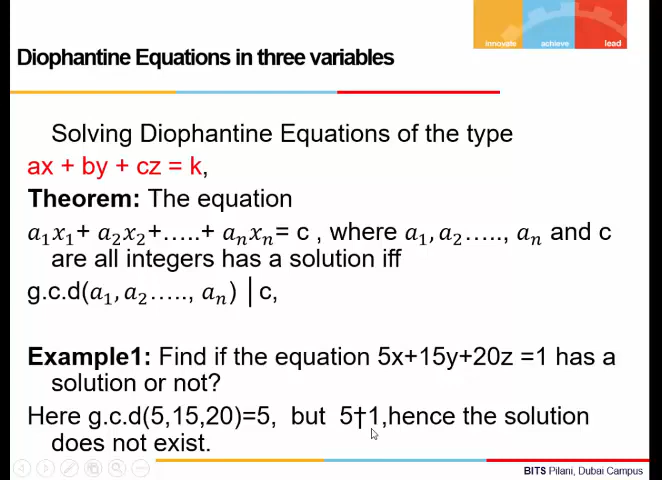 innovate achieve lead
Diophantine Equations in three variables
Solving Diophantine Equations of the type
ax + by + cz = k,
Theorem: The equation
a₁x₁+ a₂x₂+…..+ aₙxₙ= c , where a₁, a₂….., aₙ and c
are all integers has a solution iff
g.c.d(a₁, a₂….., aₙ) | c,
Example1: Find if the equation 5x+15y+20z =1 has a
solution or not?
Here g.c.d(5,15,20)=5, but 5†1,hence the solution
does not exist.
BITS Pilani, Dubai Campus